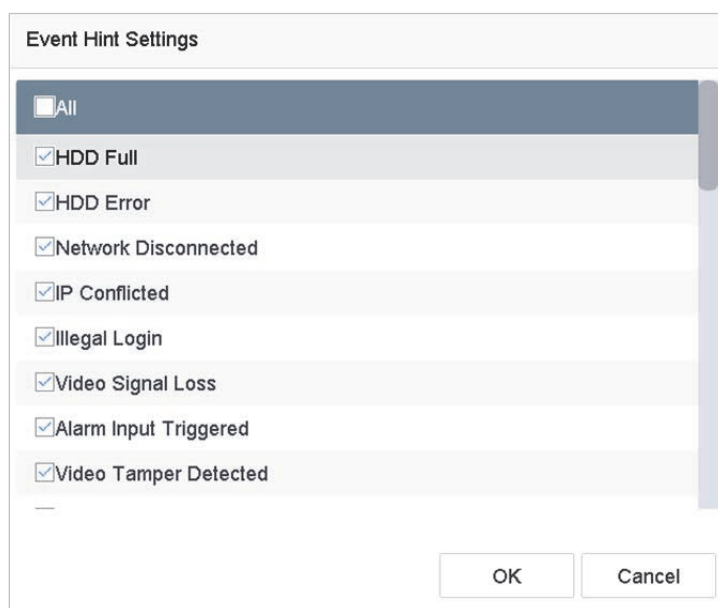 Event Hint Settings
All
HDD Full
HDD Error
Network Disconnected
IP Conflicted
Illegal Login
Video Signal Loss
Alarm Input Triggered
Video Tamper Detected
OK Cancel